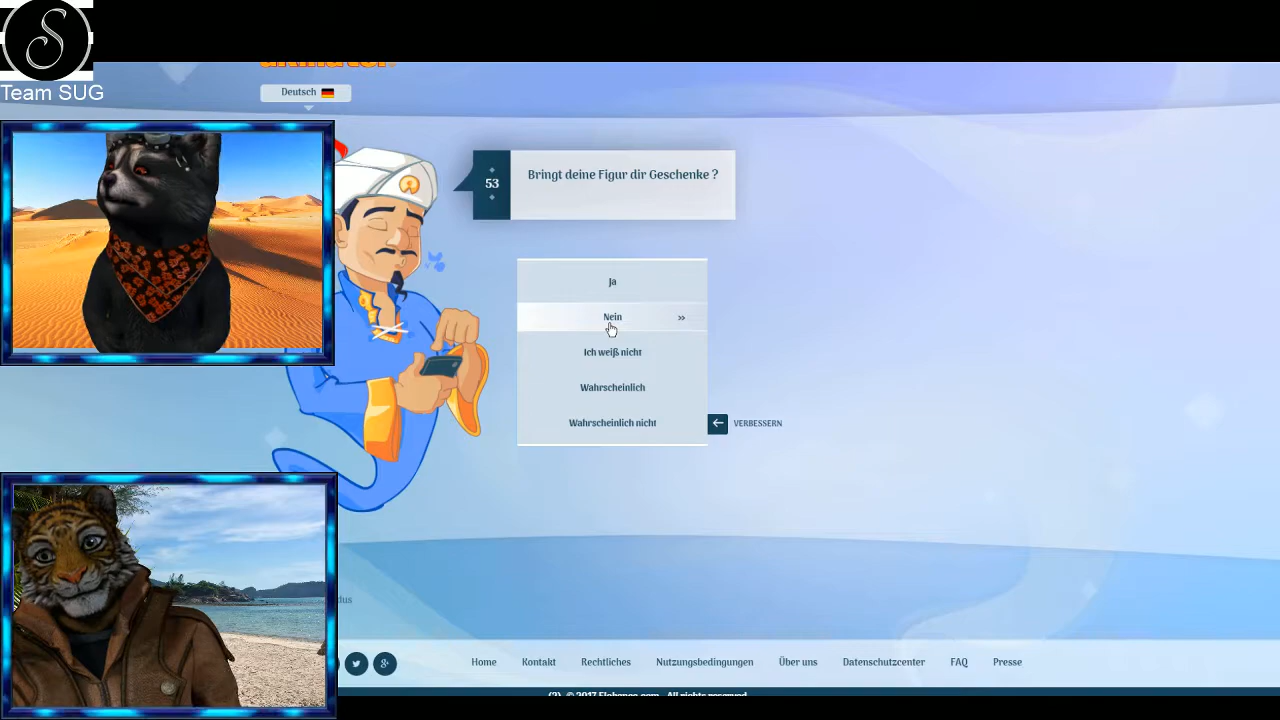 S
Team SUG
Deutsch
53
Bringt deine Figur dir Geschenke ?
Ja
Nein »
Ich weiß nicht
Wahrscheinlich
Wahrscheinlich nicht
VERBESSERN
Home Kontakt Rechtliches Nutzungsbedingungen Über uns Datenschutzcenter FAQ Presse